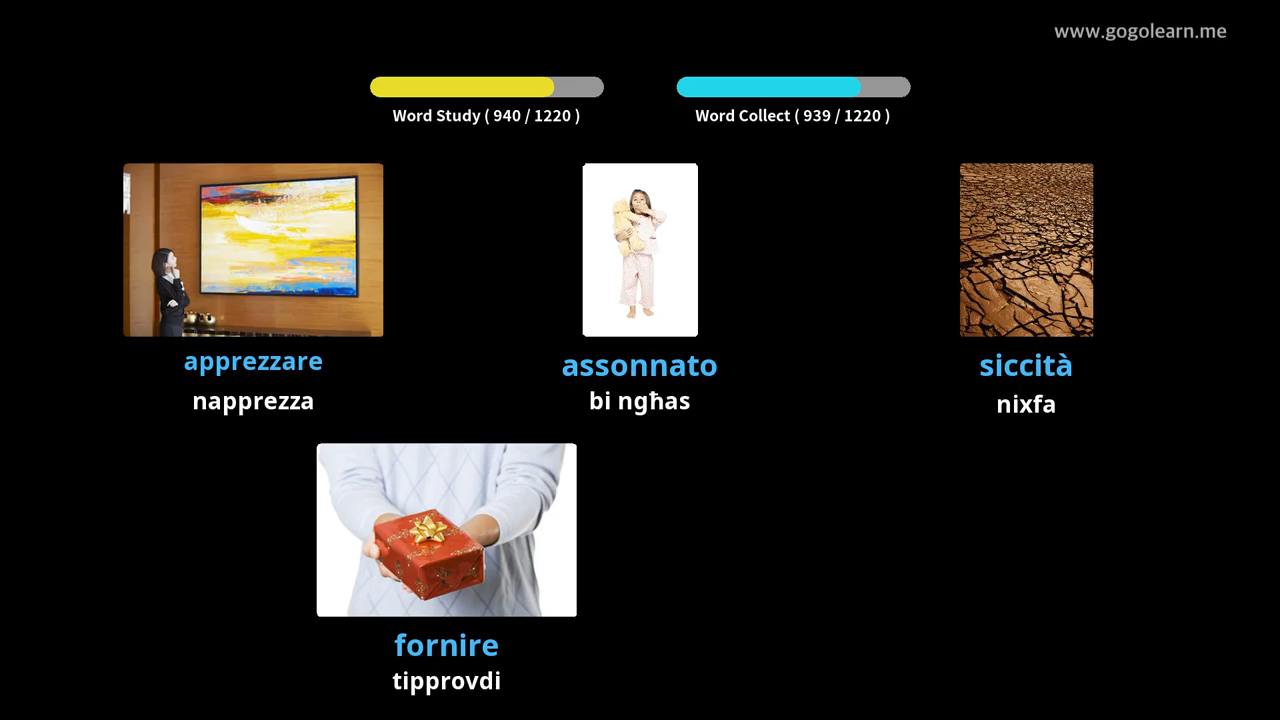 www.gogolearn.me
Word Study ( 940 / 1220 )
Word Collect ( 939 / 1220 )
apprezzare
napprezza
assonnato
bi ngħas
siccità
nixfa
fornire
tipprovdi